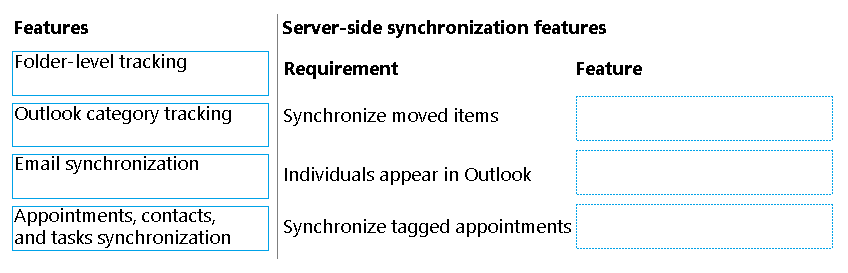 Features
Folder-level tracking
Outlook category tracking
Email synchronization
Appointments, contacts,
and tasks synchronization
Server-side synchronization features
Requirement Feature
Synchronize moved items
Individuals appear in Outlook
Synchronize tagged appointments